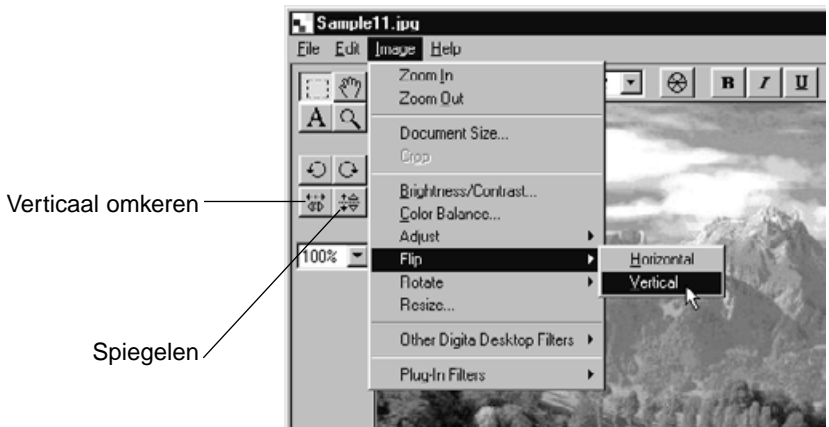 Sample11.jpg
File Edit Image Help
Zoom In
Zoom Out
B I U
A
Document Size...
Crop
Brightness/Contrast...
Verticaal omkeren
Color Balance...
Adjust
100%
Flip
Horizontal
Rotate
Vertical
Resize...
Spiegelen
Other Digita Desktop Filters
Plug-In Filters